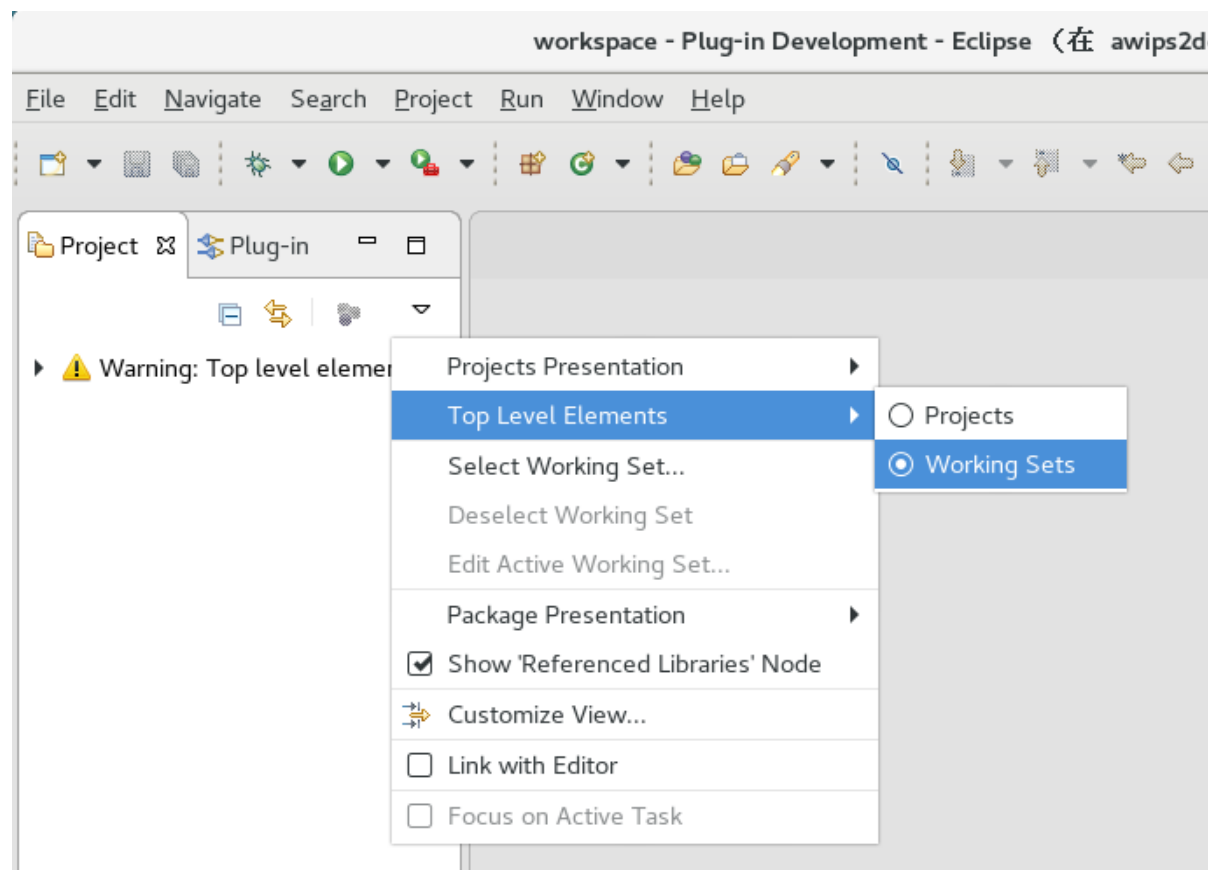 workspace - Plug-in Development - Eclipse （在 awips2d
File Edit Navigate Search Project Run Window Help
Project Plug-in
Warning: Top level elemen
Projects Presentation
Top Level Elements
Projects
Working Sets
Select Working Set...
Deselect Working Set
Edit Active Working Set...
Package Presentation
Show 'Referenced Libraries' Node
Customize View...
Link with Editor
Focus on Active Task